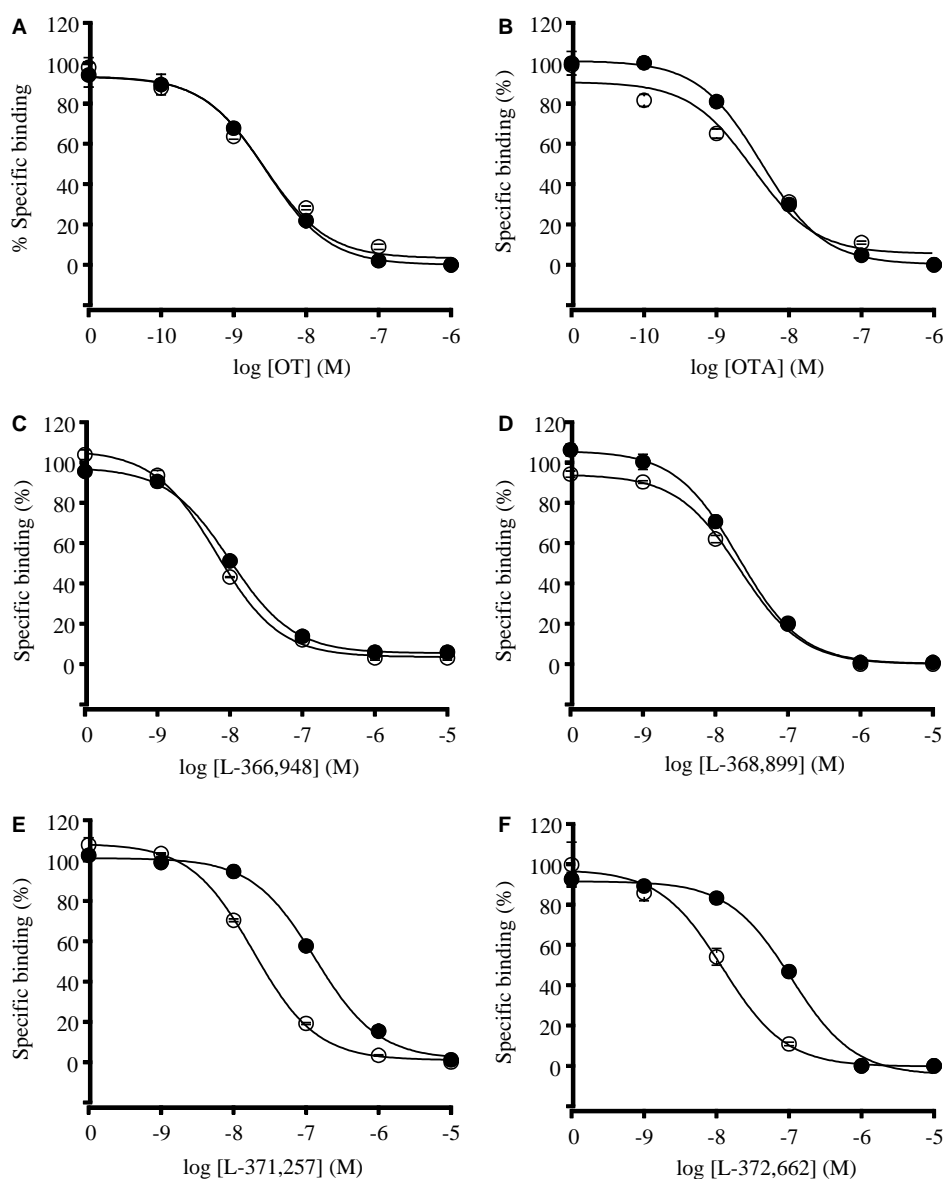 A
120
100
80
60
40
20
0
% Specific binding
0 -10 -9 -8 -7 -6
log [OT] (M)
B
120
100
80
60
40
20
0
Specific binding (%)
0 -10 -9 -8 -7 -6
log [OTA] (M)
C
120
100
80
60
40
20
0
Specific binding (%)
0 -9 -8 -7 -6 -5
log [L-366,948] (M)
D
120
100
80
60
40
20
0
Specific binding (%)
0 -9 -8 -7 -6 -5
log [L-368,899] (M)
E
120
100
80
60
40
20
0
Specific binding (%)
0 -9 -8 -7 -6 -5
log [L-371,257] (M)
F
120
100
80
60
40
20
0
Specific binding (%)
0 -9 -8 -7 -6 -5
log [L-372,662] (M)